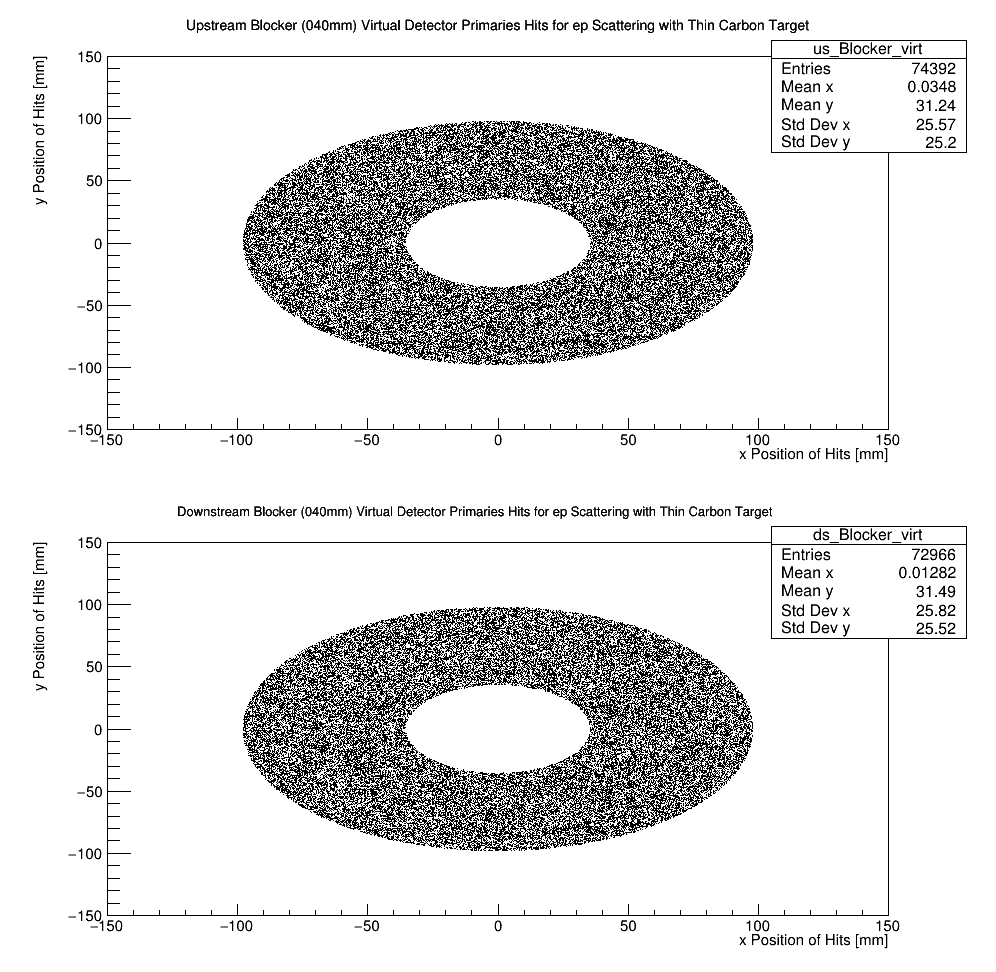 Upstream Blocker (040mm) Virtual Detector Primaries Hits for ep Scattering with Thin Carbon Target
us_Blocker_virt
Entries 74392
Mean x 0.0348
Mean y 31.24
Std Dev x 25.57
Std Dev y 25.2
y Position of Hits [mm]
150
100
50
0
−50
−100
−150
−150 −100 −50 0 50 100 150
x Position of Hits [mm]
Downstream Blocker (040mm) Virtual Detector Primaries Hits for ep Scattering with Thin Carbon Target
ds_Blocker_virt
Entries 72966
Mean x 0.01282
Mean y 31.49
Std Dev x 25.82
Std Dev y 25.52
y Position of Hits [mm]
150
100
50
0
−50
−100
−150
−150 −100 −50 0 50 100 150
x Position of Hits [mm]